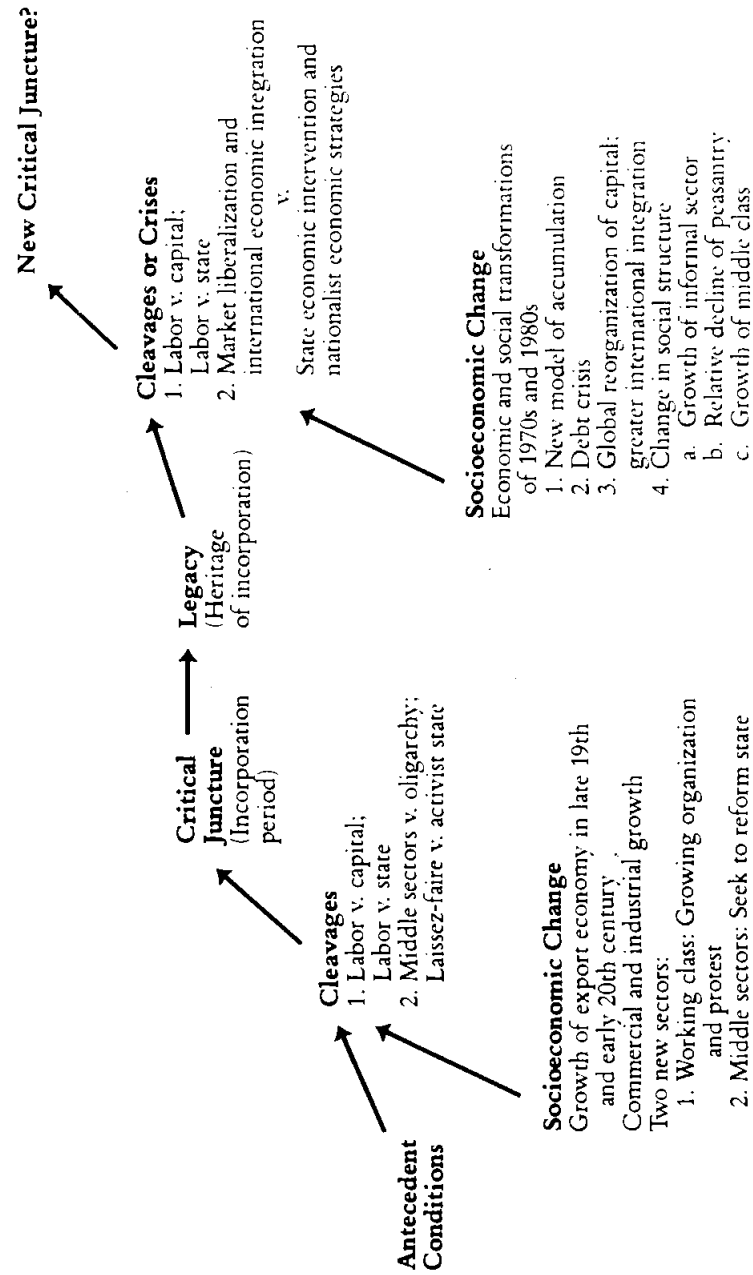 Antecedent
Conditions
Cleavages
1. Labor v. capital;
Labor v. state
2. Middle sectors v. oligarchy;
Laissez-faire v. activist state
Socioeconomic Change
Growth of export economy in late 19th
and early 20th century
Commercial and industrial growth
Two new sectors:
1. Working class: Growing organization
and protest
2. Middle sectors: Seek to reform state
Critical
Juncture
(Incorporation
period)
Legacy
(Heritage
of incorporation)
Cleavages or Crises
1. Labor v. capital;
Labor v. state
2. Market liberalization and
international economic integration
v.
State economic intervention and
nationalist economic strategies
Socioeconomic Change
Economic and social transformations
of 1970s and 1980s
1. New model of accumulation
2. Debt crisis
3. Global reorganization of capital;
greater international integration
4. Change in social structure
a. Growth of informal sector
b. Relative decline of peasantry
c. Growth of middle class
New Critical Juncture?